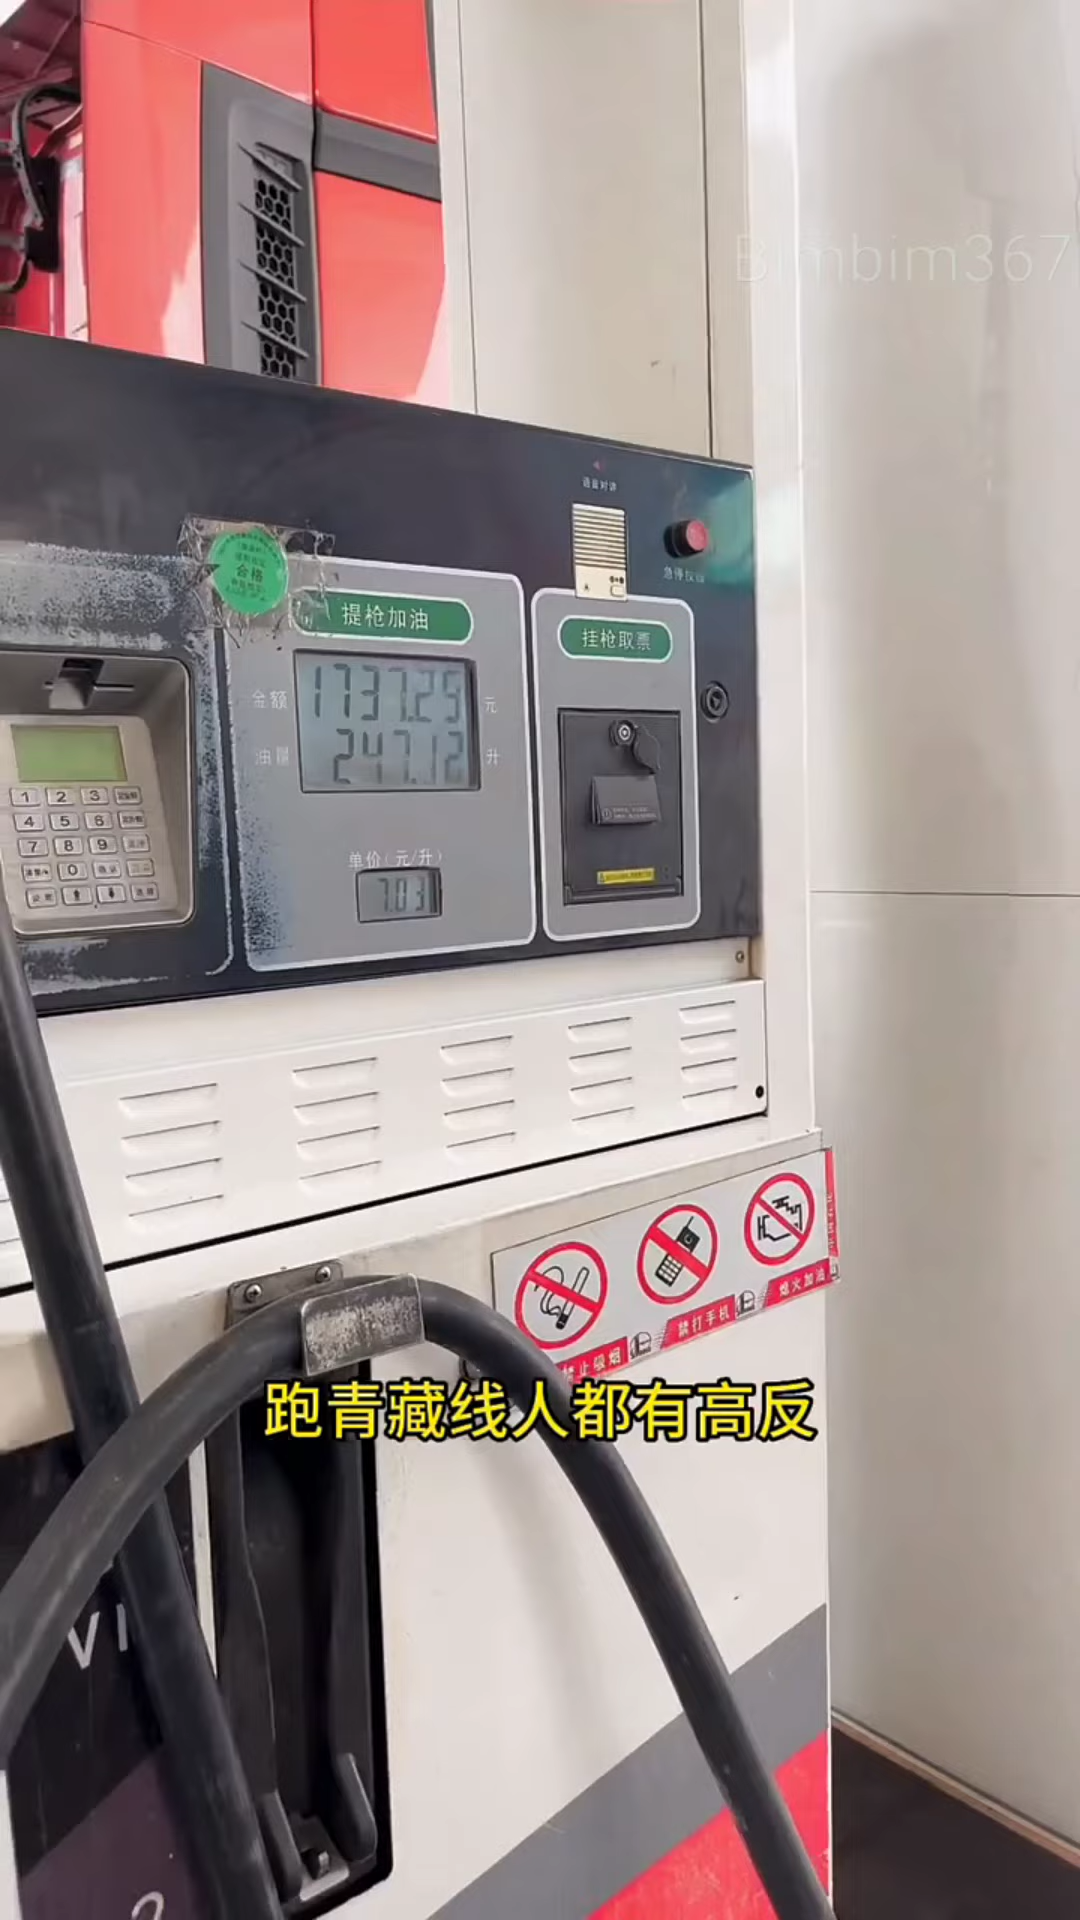 Bimbim367
语音对讲
急停按钮
合格
提枪加油
挂枪取票
金额 1737.25 元
油量 247.12 升
单价(元/升)
7.03
1 2 3
4 5 6
7 8 9
0
禁止吸烟
禁打手机
熄火加油
跑青藏线人都有高反
VI
2